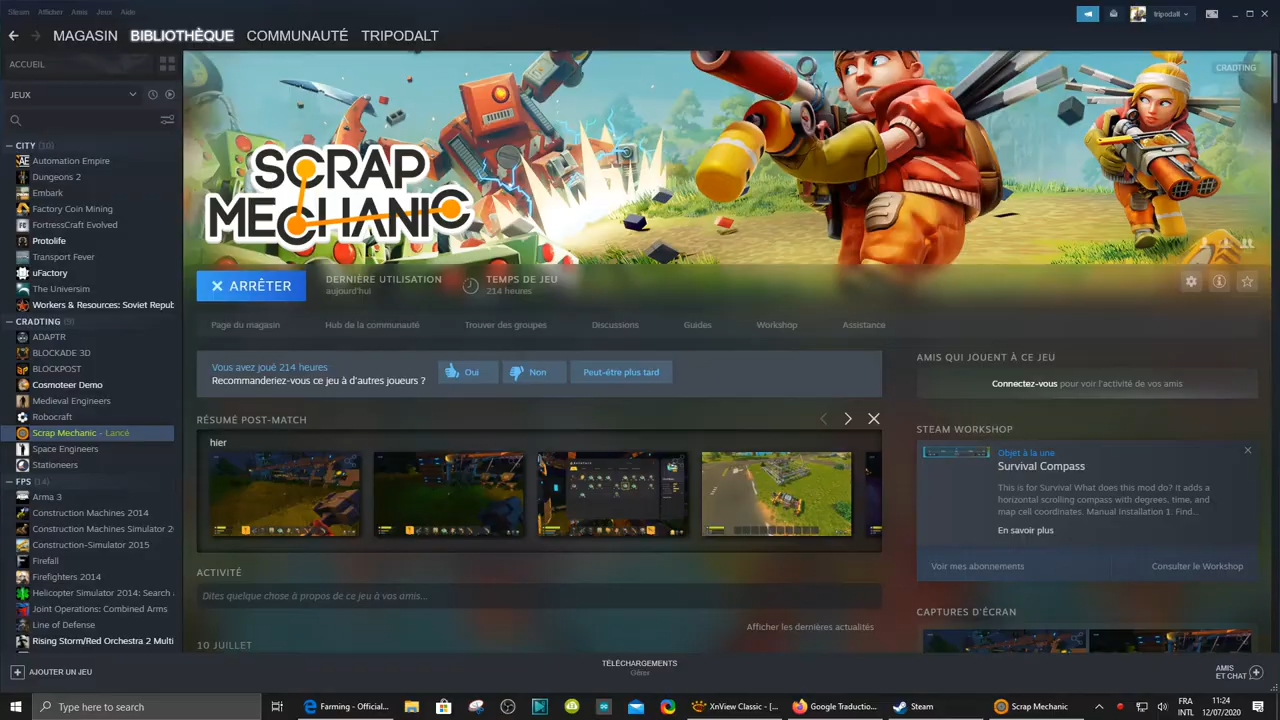 Steam Afficher Amis Jeux Aide
tripodalt
MAGASIN BIBLIOTHÈQUE COMMUNAUTÉ TRIPODALT
ACCUEIL
JEUX
CITY (10)
Automation Empire
Dungeons 2
Embark
Factory Coin Mining
FortressCraft Evolved
Protolife
Transport Fever
uFactory
The Universim
Workers & Resources: Soviet Repub
CRADTING (9)
ADAPTR
BLOCKADE 3D
BLOCKPOST
Cosmoteer Demo
Medieval Engineers
Robocraft
Scrap Mechanic - Lancé
Space Engineers
Stationeers
FPS (14)
Arma 3
Construction Machines 2014
Construction Machines Simulator 2
Construction-Simulator 2015
Firefall
Firefighters 2014
Helicopter Simulator 2014: Search
Joint Operations: Combined Arms
Line of Defense
Rising Storm/Red Orchestra 2 Multi
AJOUTER UN JEU
CRADTING
SCRAP
MECHANIC
ARRÊTER
DERNIÈRE UTILISATION
aujourd'hui
TEMPS DE JEU
214 heures
Page du magasin Hub de la communauté Trouver des groupes Discussions Guides Workshop Assistance
Vous avez joué 214 heures
Recommanderiez-vous ce jeu à d'autres joueurs ?
Oui Non Peut-être plus tard
RÉSUMÉ POST-MATCH
hier
ACTIVITÉ
Dites quelque chose à propos de ce jeu à vos amis...
Afficher les dernières actualités
10 JUILLET
AMIS QUI JOUENT À CE JEU
Connectez-vous pour voir l'activité de vos amis
STEAM WORKSHOP
Objet à la une
Survival Compass
This is for Survival What does this mod do? It adds a
horizontal scrolling compass with degrees, time, and
map cell coordinates. Manual Installation 1. Find...
En savoir plus
Voir mes abonnements Consulter le Workshop
CAPTURES D'ÉCRAN
TÉLÉCHARGEMENTS
Gérer
AMIS
ET CHAT
Type here to search
Farming - Official...
XnView Classic - [...
Google Traductio...
Steam
Scrap Mechanic
FRA
INTL
11:24
12/07/2020